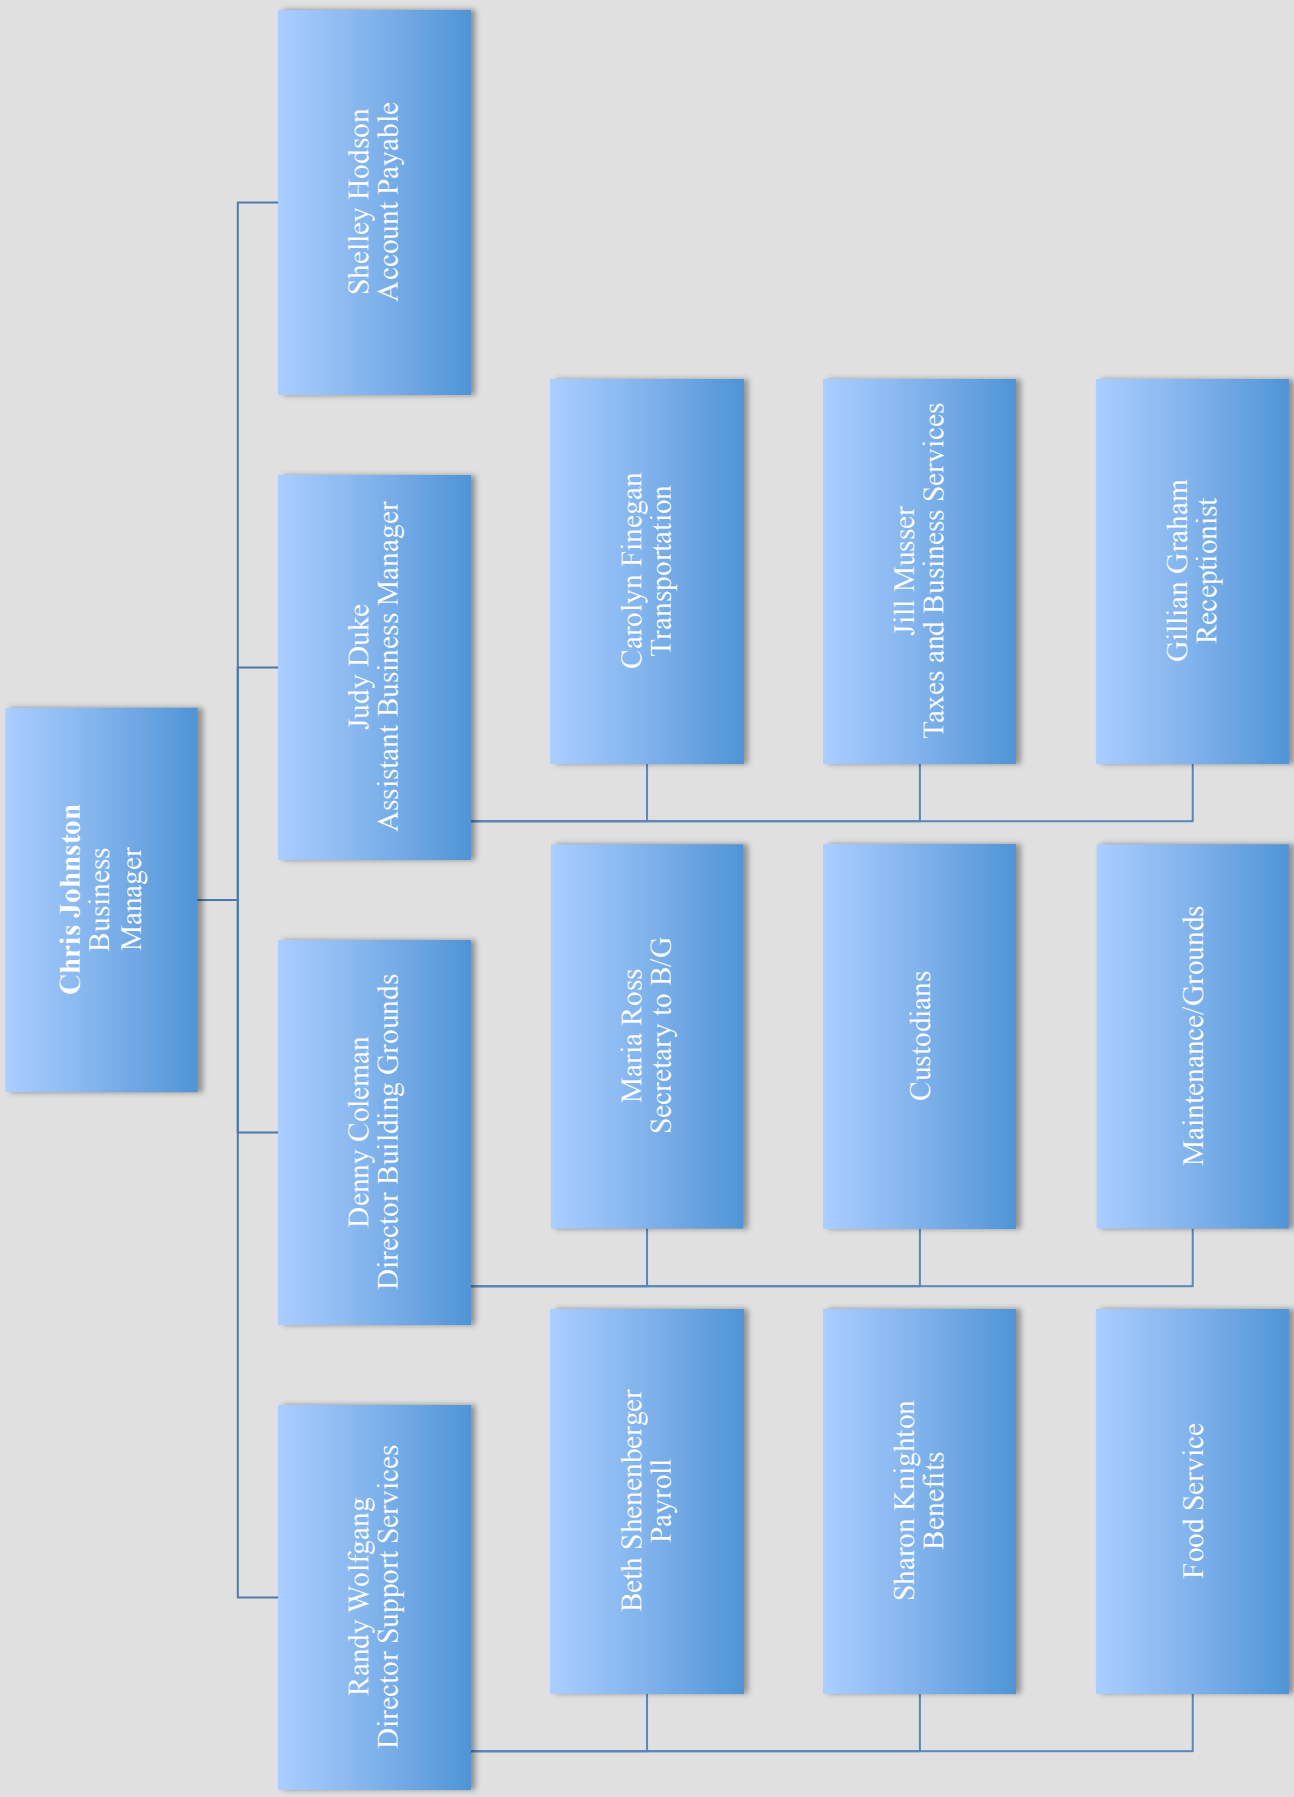 Chris Johnston
Business
Manager
Randy Wolfgang
Director Support Services
Denny Coleman
Director Building Grounds
Judy Duke
Assistant Business Manager
Shelley Hodson
Account Payable
Beth Shenenberger
Payroll
Maria Ross
Secretary to B/G
Carolyn Finegan
Transportation
Sharon Knighton
Benefits
Custodians
Jill Musser
Taxes and Business Services
Food Service
Maintenance/Grounds
Gillian Graham
Receptionist